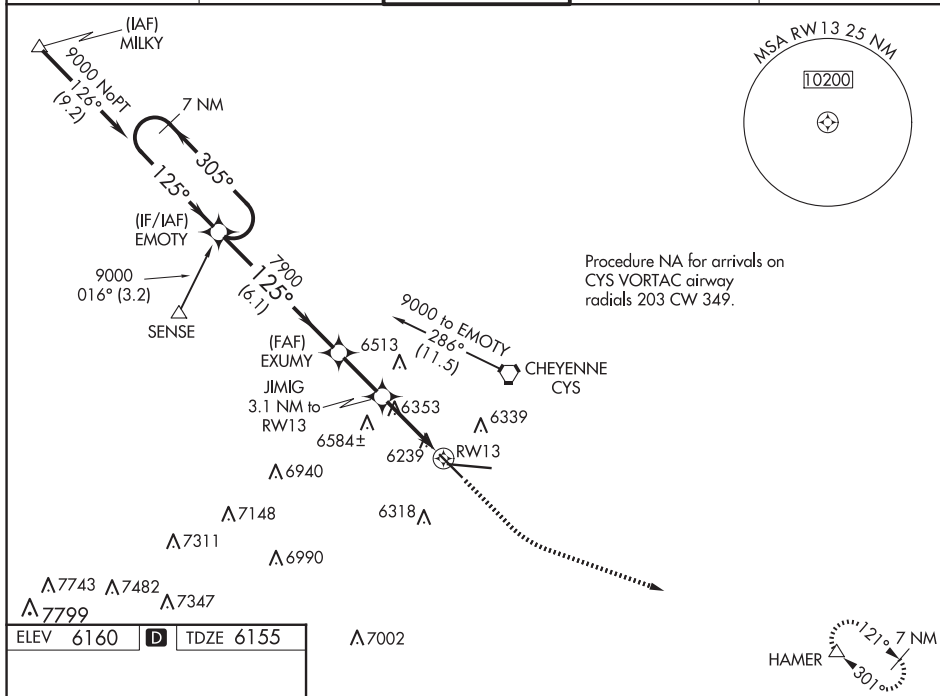 (IAF)
MILKY
9000 NoPT
126°
(9.2)
7 NM
305°
125°
(IF/IAF)
EMOTY
9000
016° (3.2)
SENSE
7900
125°
(6.1)
(FAF)
EXUMY
JIMIG
3.1 NM to
RW13
9000 to EMOTY
286°
(11.5)
CHEYENNE
CYS
6513
6353
6339
6584±
6239
RW13
6940
7148
6318
7311
6990
7743
7482
7347
7799
7002
MSA RW13 25 NM
10200
Procedure NA for arrivals on
CYS VORTAC airway
radials 203 CW 349.
ELEV 6160 D TDZE 6155
HAMER
121°
7 NM
301°